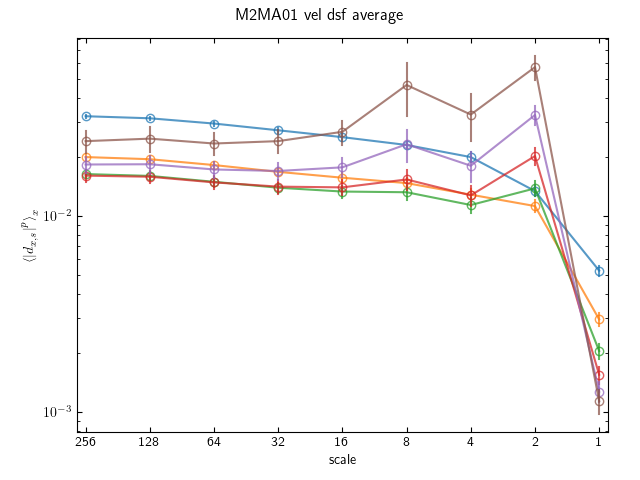 M2MA01 vel dsf average
⟨|d_{x,s}|^p⟩_x
10^{-2}
10^{-3}
256 128 64 32 16 8 4 2 1
scale